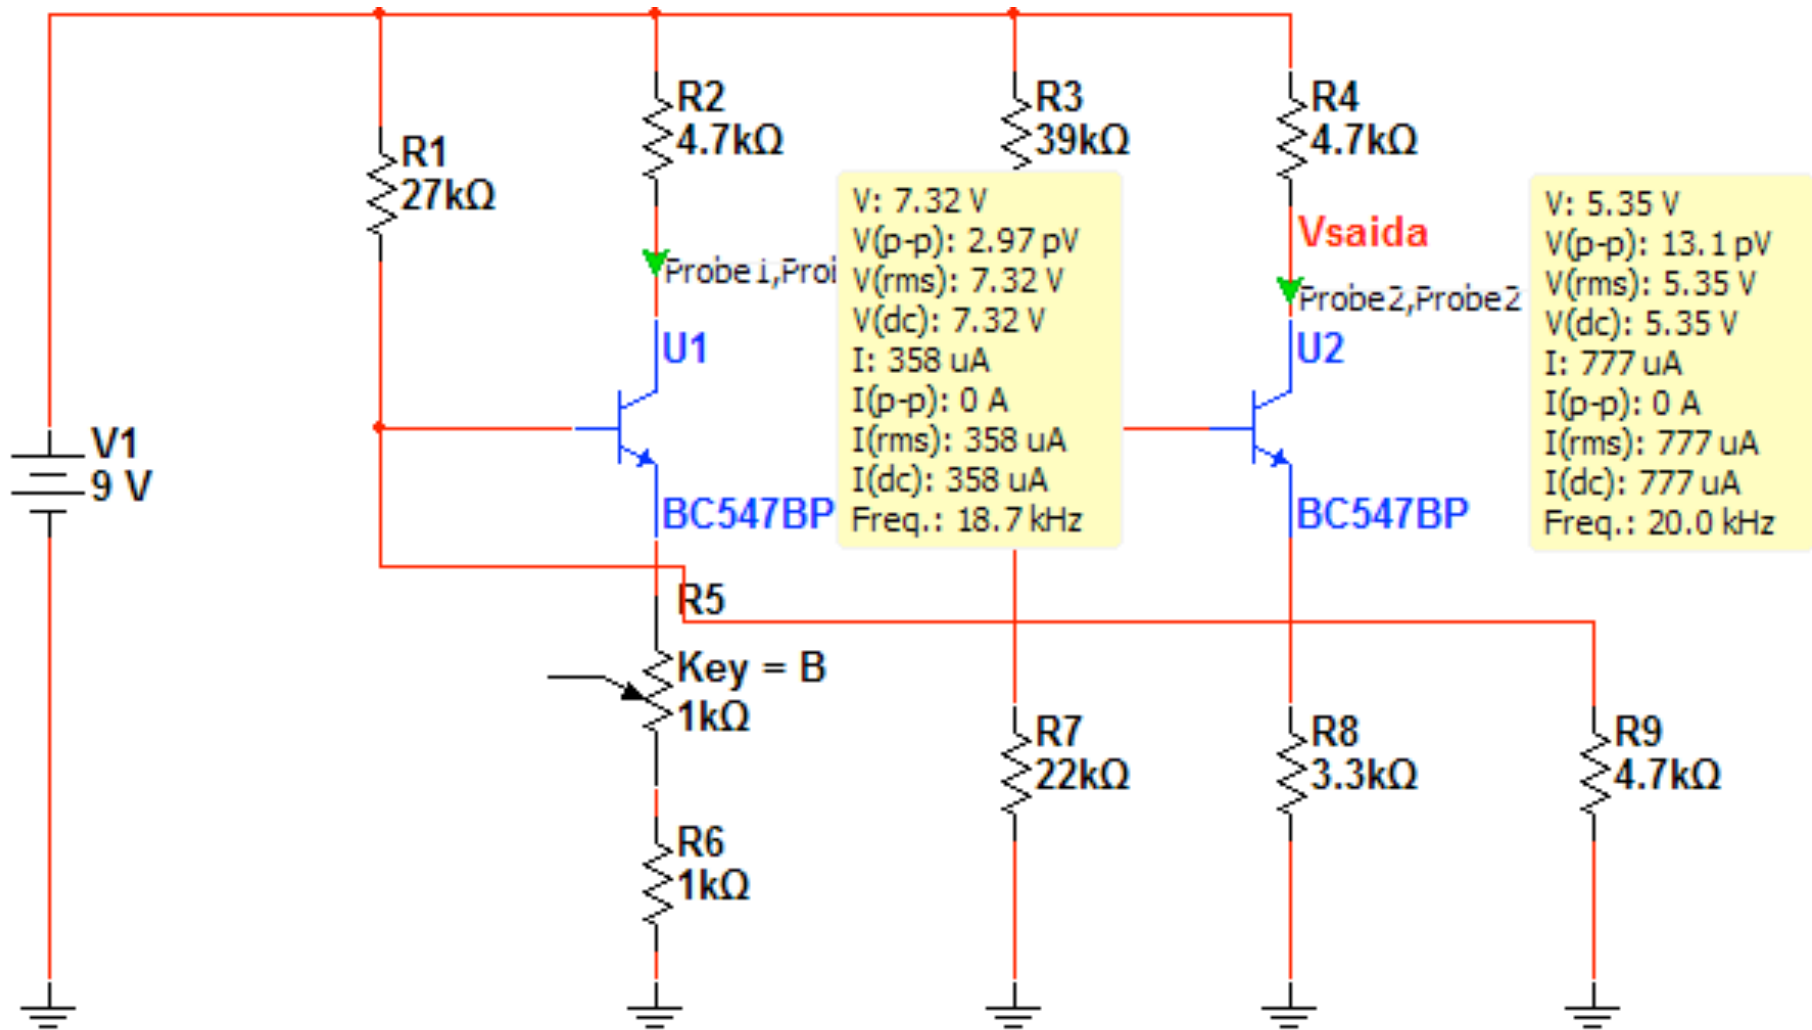 R1
27kΩ
R2
4.7kΩ
R3
39kΩ
R4
4.7kΩ
Vsaida
Probe1,Pro
Probe2,Probe2
V: 7.32 V
V(p-p): 2.97 pV
V(rms): 7.32 V
V(dc): 7.32 V
I: 358 uA
I(p-p): 0 A
I(rms): 358 uA
I(dc): 358 uA
Freq.: 18.7 kHz
V: 5.35 V
V(p-p): 13.1 pV
V(rms): 5.35 V
V(dc): 5.35 V
I: 777 uA
I(p-p): 0 A
I(rms): 777 uA
I(dc): 777 uA
Freq.: 20.0 kHz
U1
BC547BP
U2
BC547BP
V1
9 V
R5
Key = B
1kΩ
R6
1kΩ
R7
22kΩ
R8
3.3kΩ
R9
4.7kΩ